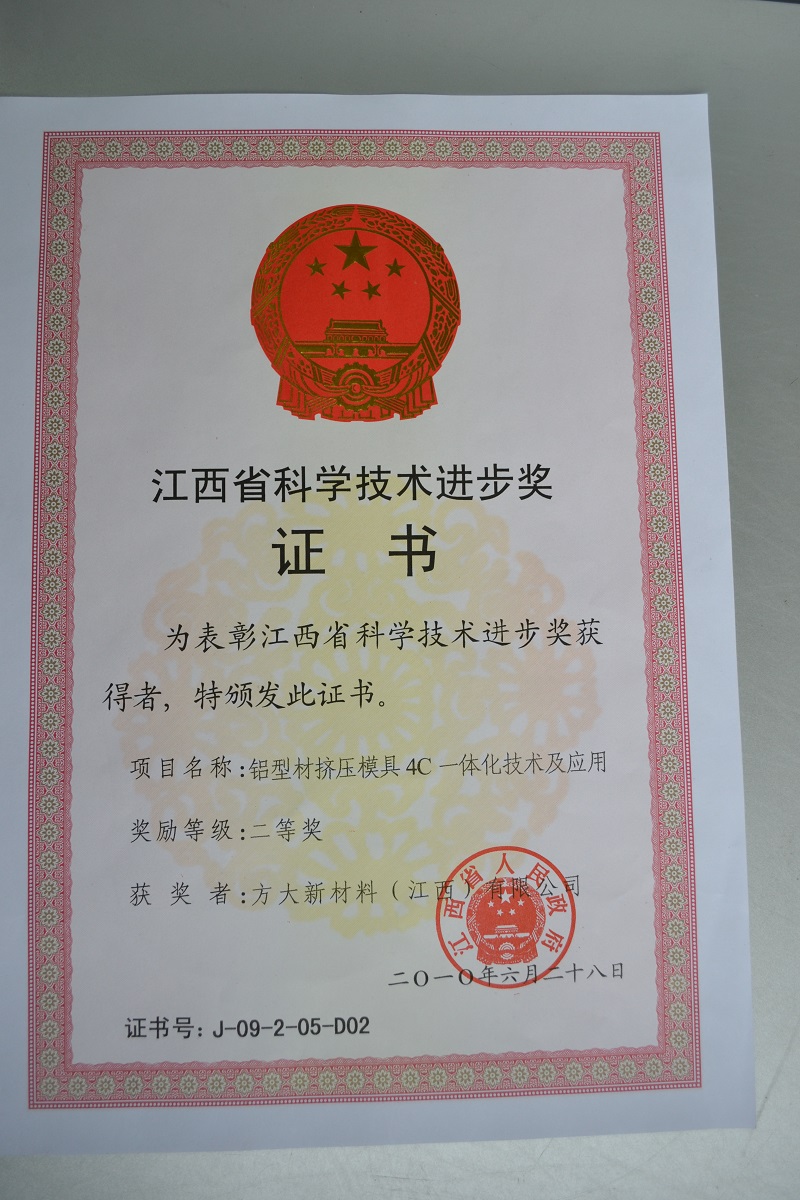 江西省科学技术进步奖
证 书
为表彰江西省科学技术进步奖获
得者，特颁发此证书。
项目名称：铝型材挤压模具4C一体化技术及应用
奖励等级：二等奖
获 奖 者：方大新材料（江西）有限公司
江西省人民政府
二〇一〇年六月二十八日
证书号：J-09-2-05-D02